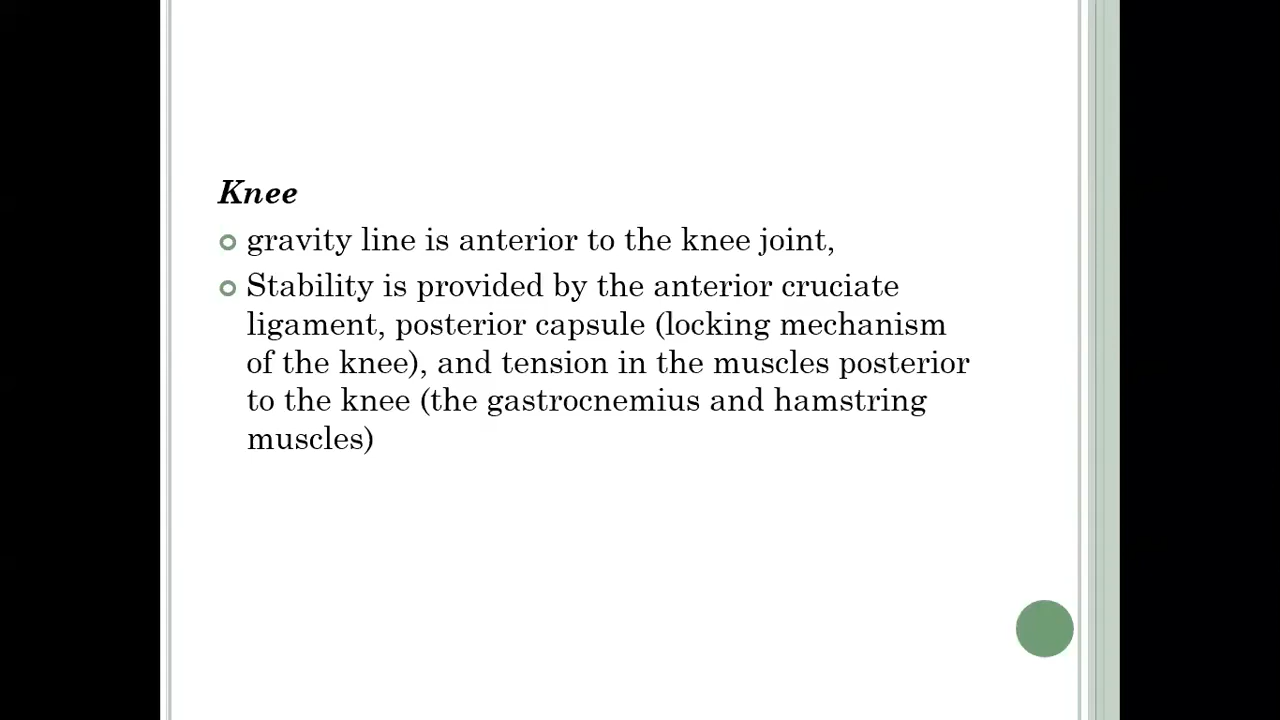 Knee
gravity line is anterior to the knee joint,
Stability is provided by the anterior cruciate
ligament, posterior capsule (locking mechanism
of the knee), and tension in the muscles posterior
to the knee (the gastrocnemius and hamstring
muscles)